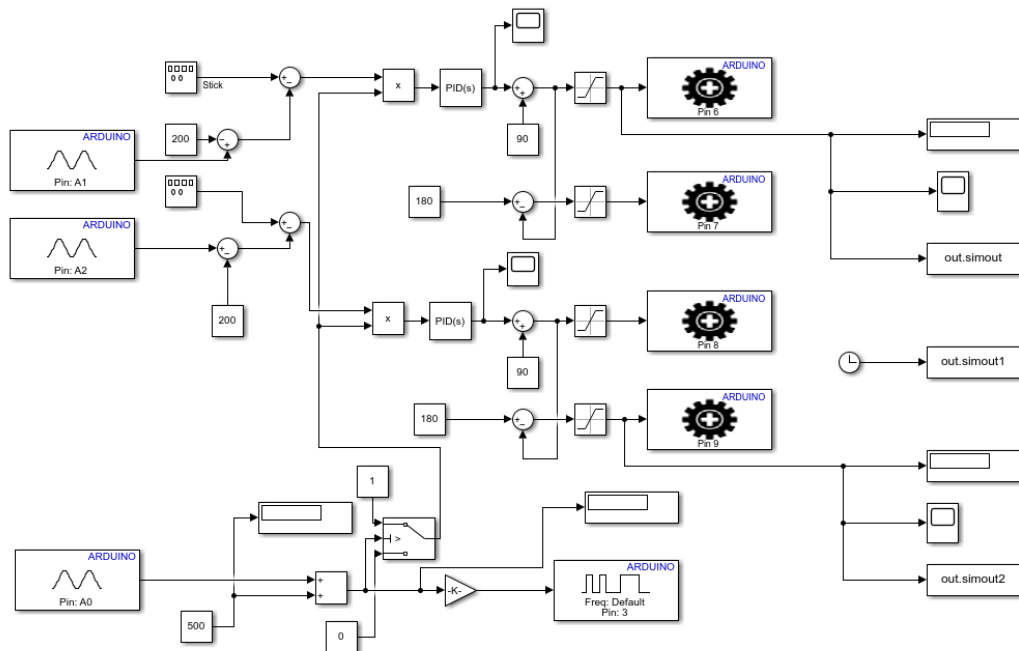 ARDUINO
Pin 6
Stick
x
PID(s)
200
ARDUINO
Pin: A1
90
ARDUINO
Pin 7
180
ARDUINO
Pin: A2
out.simout
200
x
PID(s)
ARDUINO
Pin 8
90
out.simout1
ARDUINO
Pin 9
180
1
>
ARDUINO
Pin: A0
-K-
ARDUINO
Freq: Default
Pin: 3
out.simout2
500
0